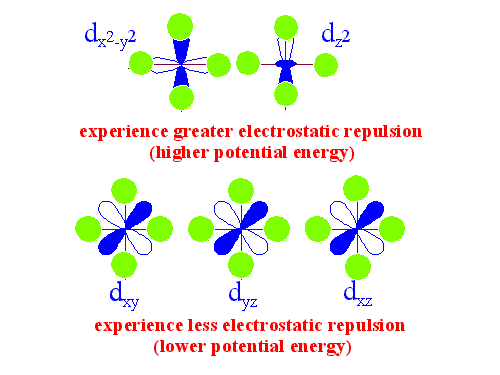 dx²-y² dz²
experience greater electrostatic repulsion
(higher potential energy)
dxy dyz dxz
experience less electrostatic repulsion
(lower potential energy)